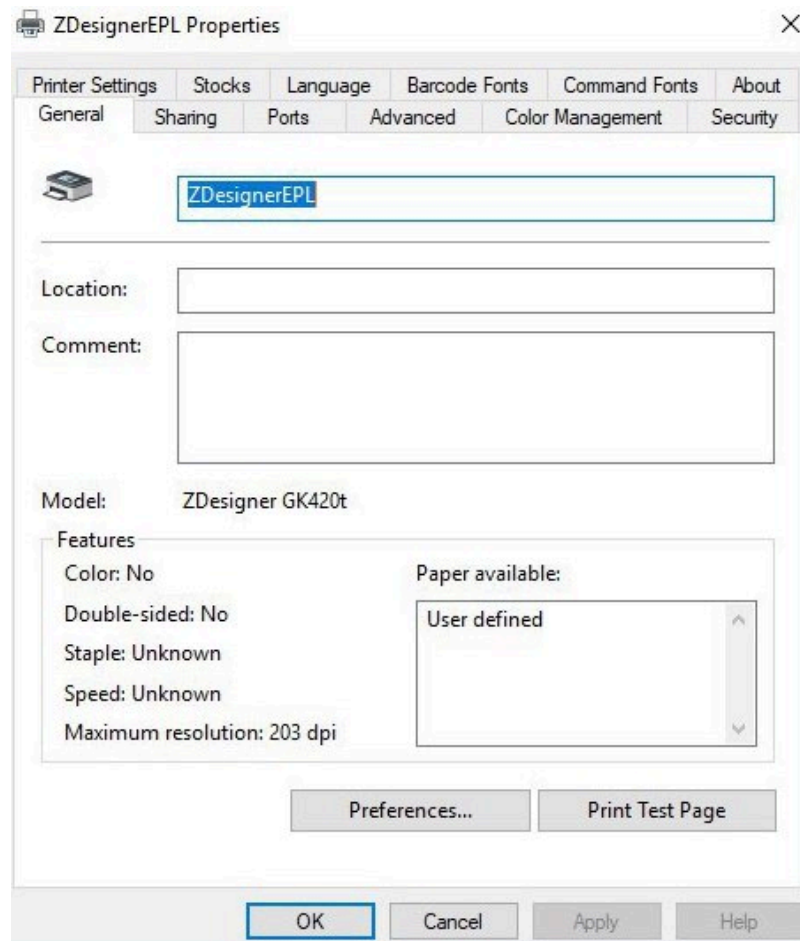 ZDesignerEPL Properties
Printer Settings Stocks Language Barcode Fonts Command Fonts About
General Sharing Ports Advanced Color Management Security
ZDesignerEPL
Location:
Comment:
Model: ZDesigner GK420t
Features
Color: No
Double-sided: No
Staple: Unknown
Speed: Unknown
Maximum resolution: 203 dpi
Paper available:
User defined
Preferences... Print Test Page
OK Cancel Apply Help